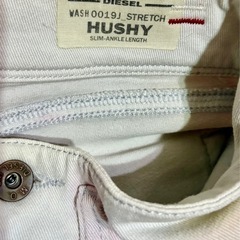 DIESEL
WASH 0019J_STRETCH
HUSHY
SLIM-ANKLE LENGTH